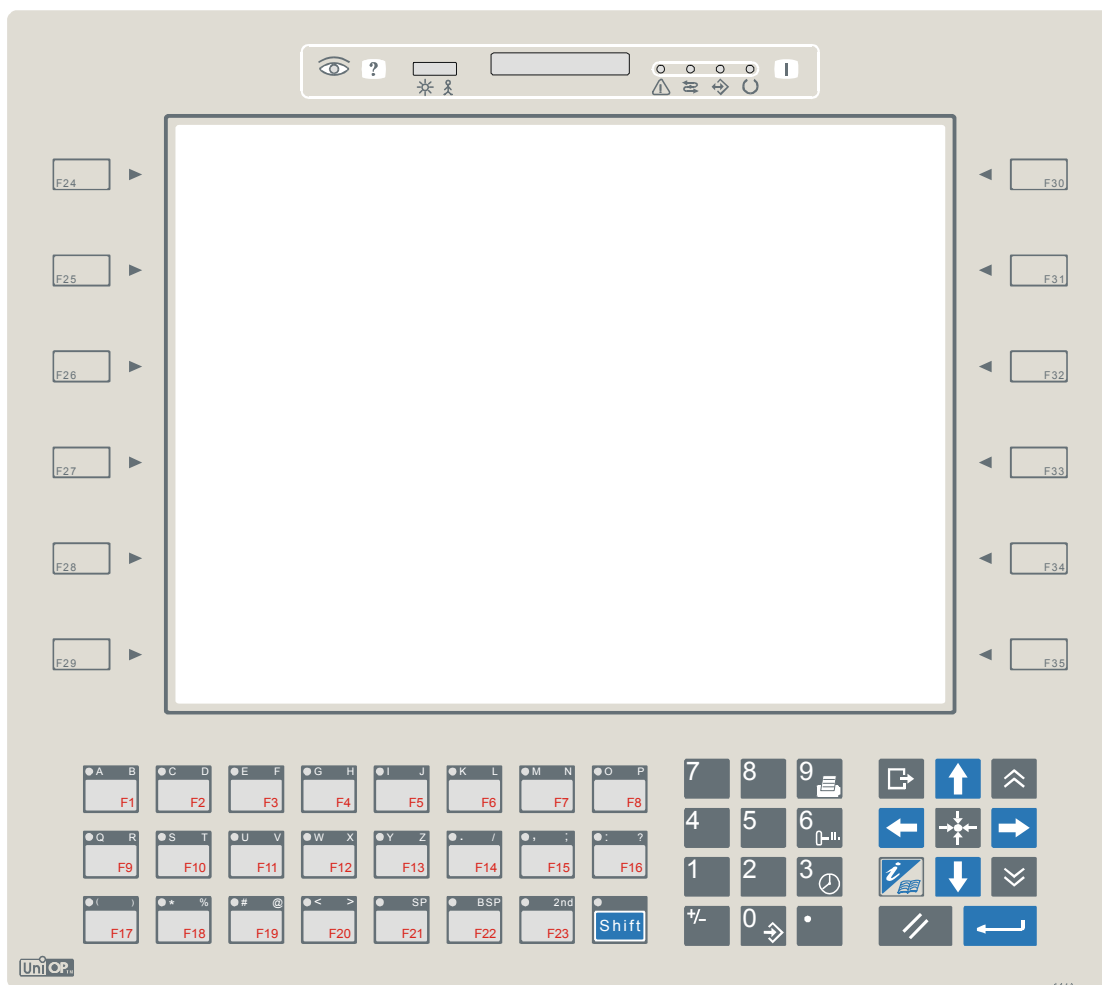 ?
F24 F30
F25 F31
F26 F32
F27 F33
F28 F34
F29 F35
A B C D E F G H I J K L M N O P
F1 F2 F3 F4 F5 F6 F7 F8
7 8 9
Q R S T U V W X Y Z . / , ; : ?
F9 F10 F11 F12 F13 F14 F15 F16
4 5 6
1 2 3 i
( ) * % # @ < > SP BSP 2nd
F17 F18 F19 F20 F21 F22 F23 Shift
+/- 0 .
UniOP